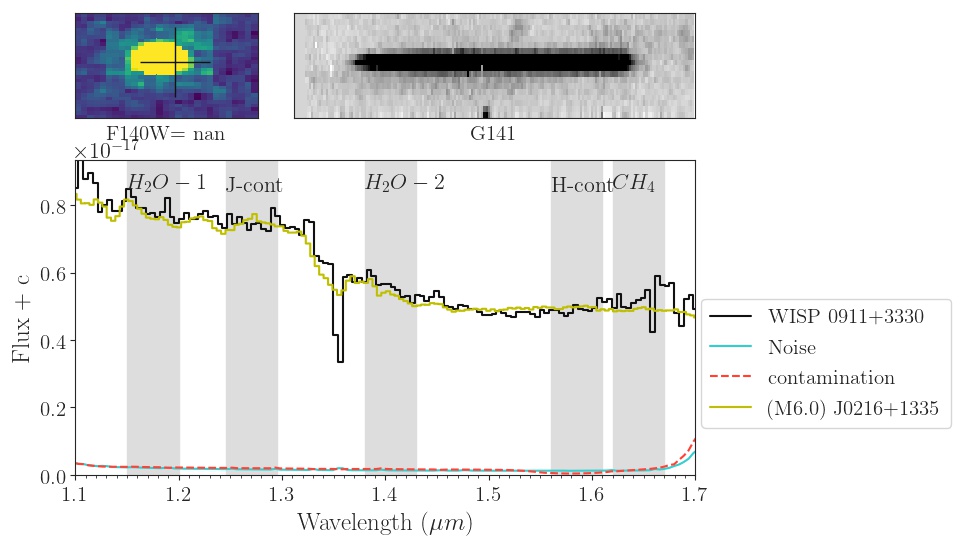 F140W= nan
G141
×10⁻¹⁷
H₂O − 1
J-cont
H₂O − 2
H-cont
CH₄
0.8
0.6
0.4
0.2
0.0
Flux + c
1.1
1.2
1.3
1.4
1.5
1.6
1.7
Wavelength (μm)
WISP 0911+3330
Noise
contamination
(M6.0) J0216+1335